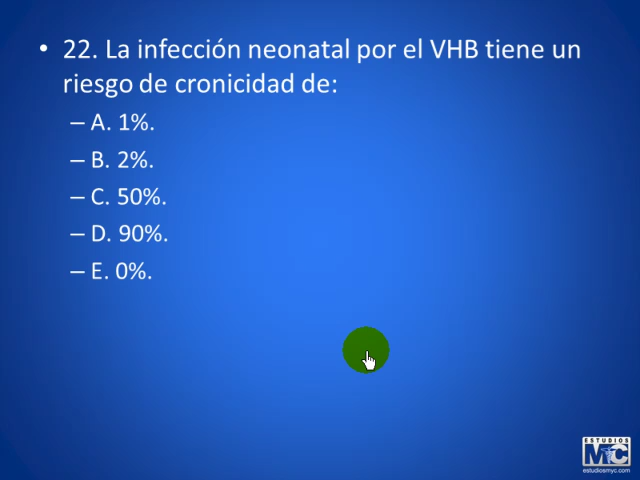 • 22. La infección neonatal por el VHB tiene un
riesgo de cronicidad de:
– A. 1%.
– B. 2%.
– C. 50%.
– D. 90%.
– E. 0%.
ESTUDIOS
MyC
estudiosmyc.com